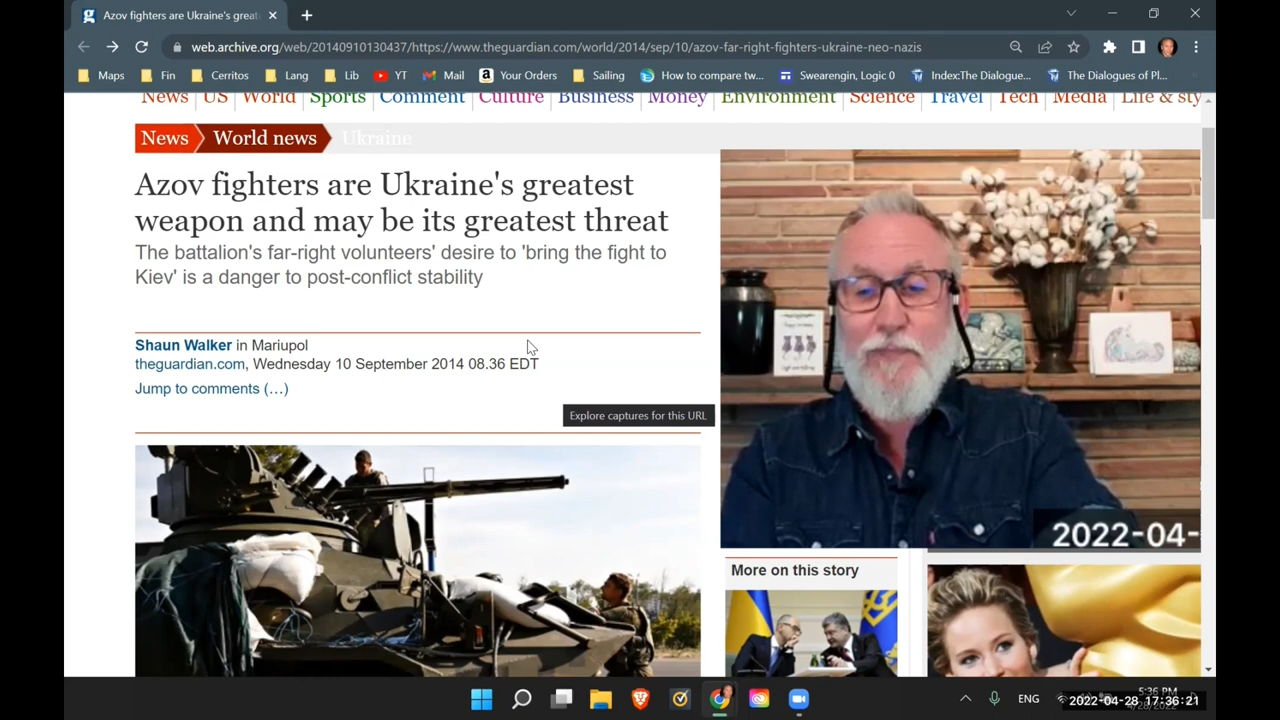 Azov fighters are Ukraine's great
web.archive.org/web/20140910130437/https://www.theguardian.com/world/2014/sep/10/azov-far-right-fighters-ukraine-neo-nazis
Maps Fin Cerritos Lang Lib YT Mail Your Orders Sailing How to compare tw... Swearengin, Logic 0 Index:The Dialogue... The Dialogues of Pl...
News US World Sports Comment Culture Business Money Environment Science Travel Tech Media Life & sty
News World news Ukraine
Azov fighters are Ukraine's greatest
weapon and may be its greatest threat
The battalion's far-right volunteers' desire to 'bring the fight to
Kiev' is a danger to post-conflict stability
Shaun Walker in Mariupol
theguardian.com, Wednesday 10 September 2014 08.36 EDT
Jump to comments (…)
Explore captures for this URL
2022-04-
More on this story
ENG
5:36 PM
2022-04-28 17:36:21